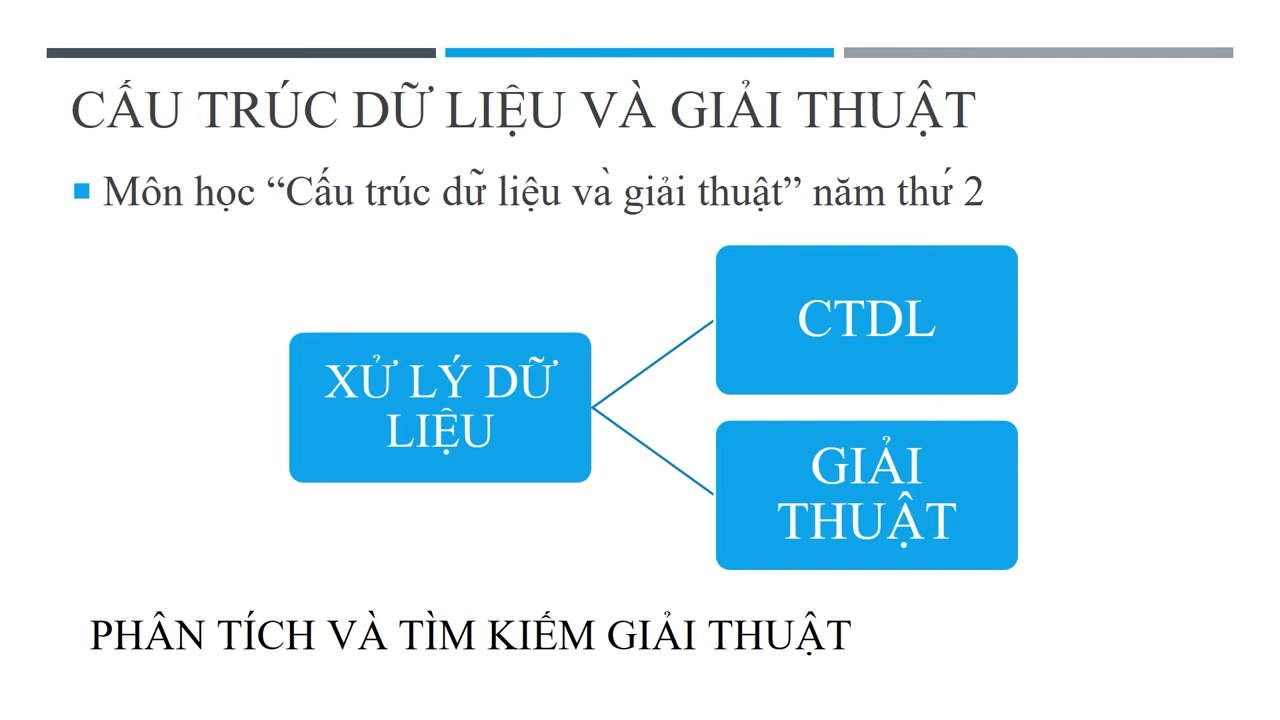 CẤU TRÚC DỮ LIỆU VÀ GIẢI THUẬT
Môn học “Cấu trúc dữ liệu và giải thuật” năm thứ 2
CTDL
XỬ LÝ DỮ
LIỆU
GIẢI
THUẬT
PHÂN TÍCH VÀ TÌM KIẾM GIẢI THUẬT